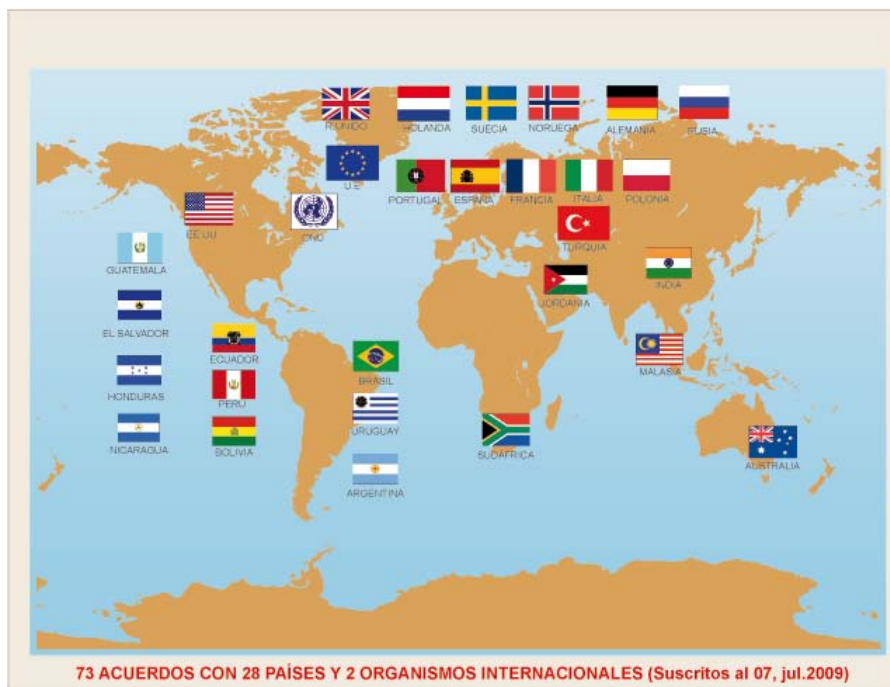 R.UNIDO HOLANDA SUECIA NORUEGA ALEMANIA RUSIA
U.E
PORTUGAL ESPAÑA FRANCIA ITALIA POLONIA
EE.UU ONU TURQUIA
GUATEMALA INDIA
JORDANIA
EL SALVADOR
ECUADOR BRASIL MALASIA
HONDURAS PERÚ
URUGUAY
NICARAGUA BOLIVIA SUDÁFRICA AUSTRALIA
ARGENTINA
73 ACUERDOS CON 28 PAÍSES Y 2 ORGANISMOS INTERNACIONALES (Suscritos al 07, jul.2009)